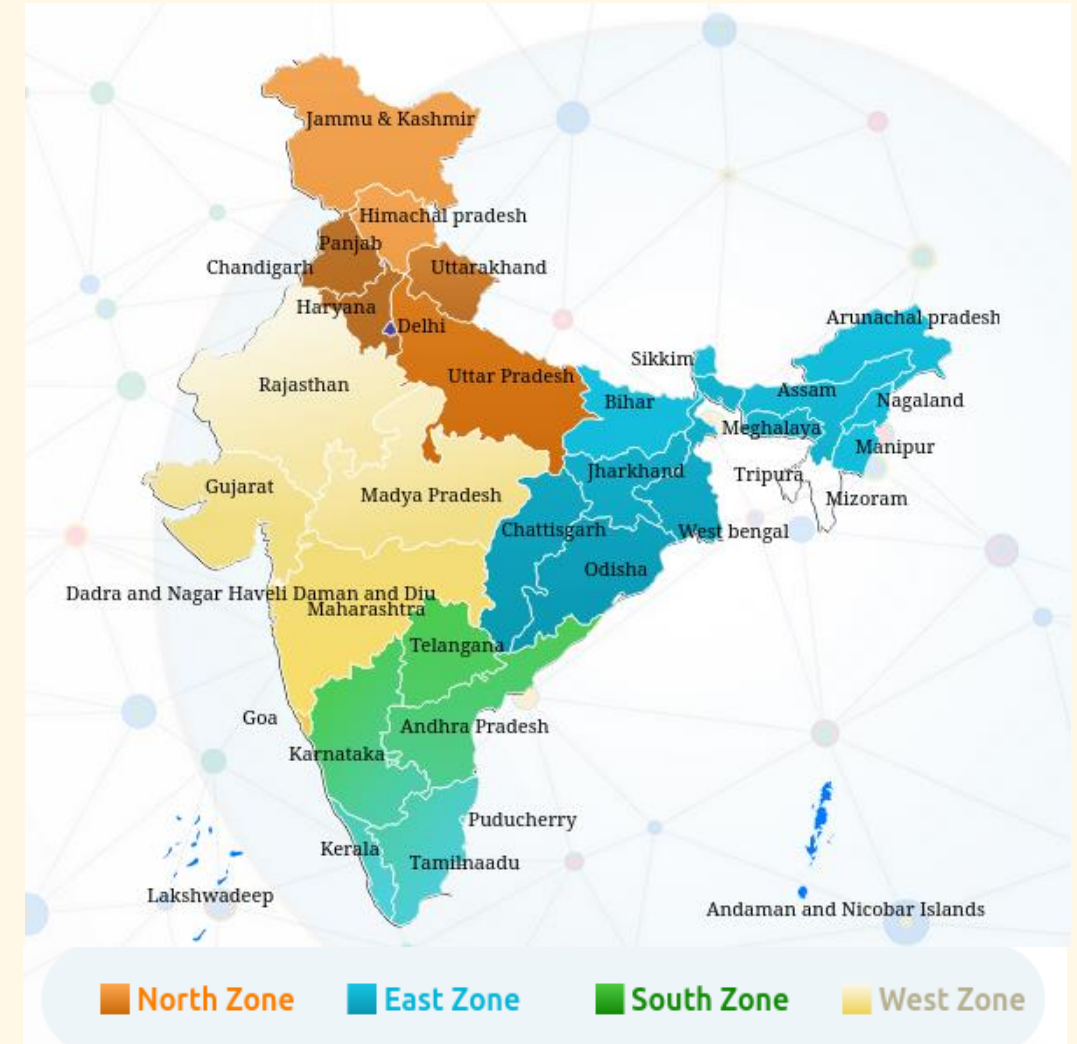 Jammu & Kashmir
Himachal pradesh
Panjab
Chandigarh
Uttarakhand
Haryana
Delhi
Arunachal pradesh
Sikkim
Uttar Pradesh
Rajasthan
Assam
Bihar
Nagaland
Meghalaya
Manipur
Jharkhand
Tripura
Gujarat
Madya Pradesh
Mizoram
Chattisgarh
West bengal
Odisha
Dadra and Nagar Haveli Daman and Diu
Maharashtra
Telangana
Goa
Andhra Pradesh
Karnataka
Puducherry
Kerala
Tamilnaadu
Lakshwadeep
Andaman and Nicobar Islands
North Zone East Zone South Zone West Zone